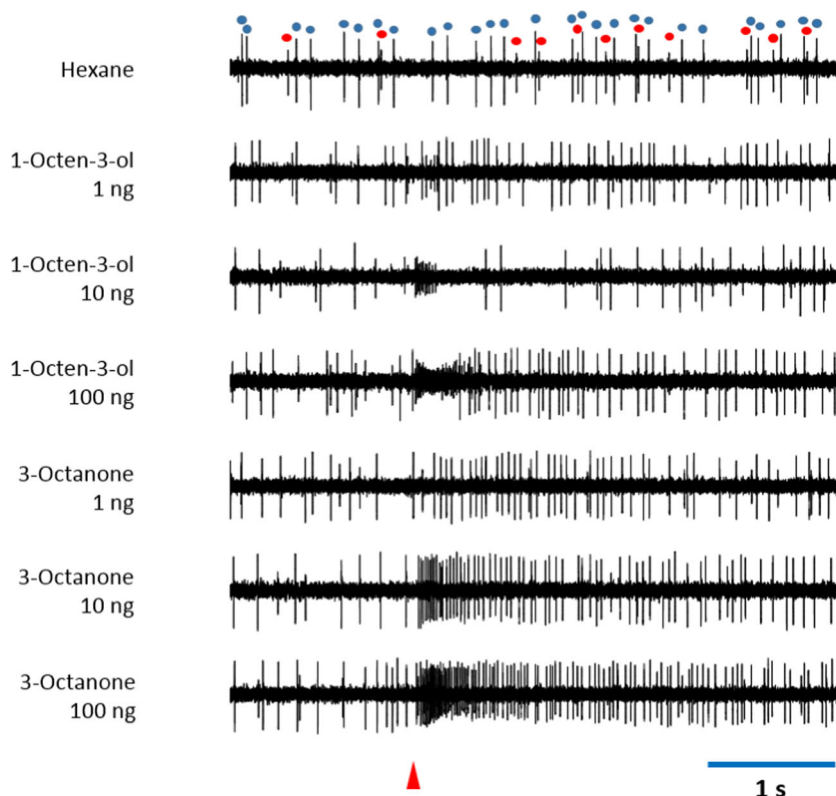 Hexane
1-Octen-3-ol
1 ng
1-Octen-3-ol
10 ng
1-Octen-3-ol
100 ng
3-Octanone
1 ng
3-Octanone
10 ng
3-Octanone
100 ng
1 s